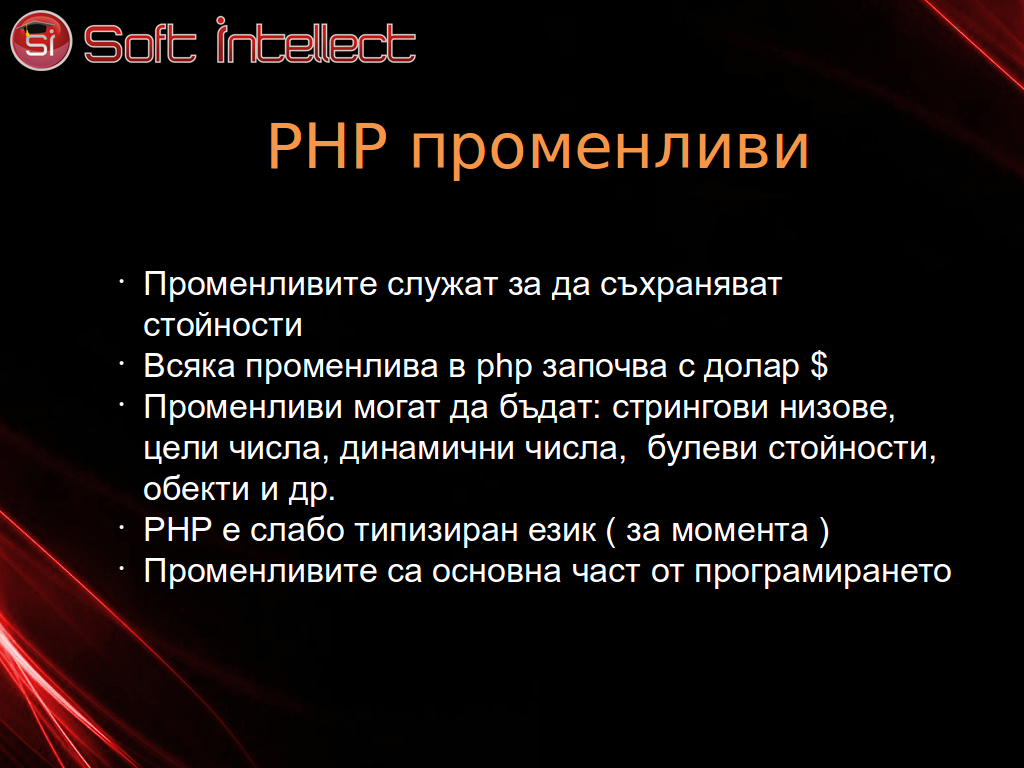 Si Soft intellect
PHP променливи
· Променливите служат за да съхраняват
стойности
· Всяка променлива в php започва с долар $
· Променливи могат да бъдат: стрингови низове,
цели числа, динамични числа,  булеви стойности,
обекти и др.
· PHP е слабо типизиран език ( за момента )
· Променливите са основна част от програмирането